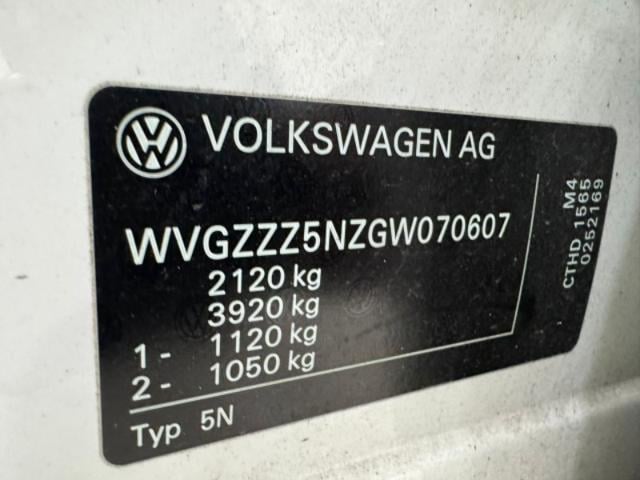 VOLKSWAGEN AG
WVGZZZ5NZGW070607
2120 kg
3920 kg
1 - 1120 kg
2 - 1050 kg
Typ 5N
M4
CTHD 1565
0252169